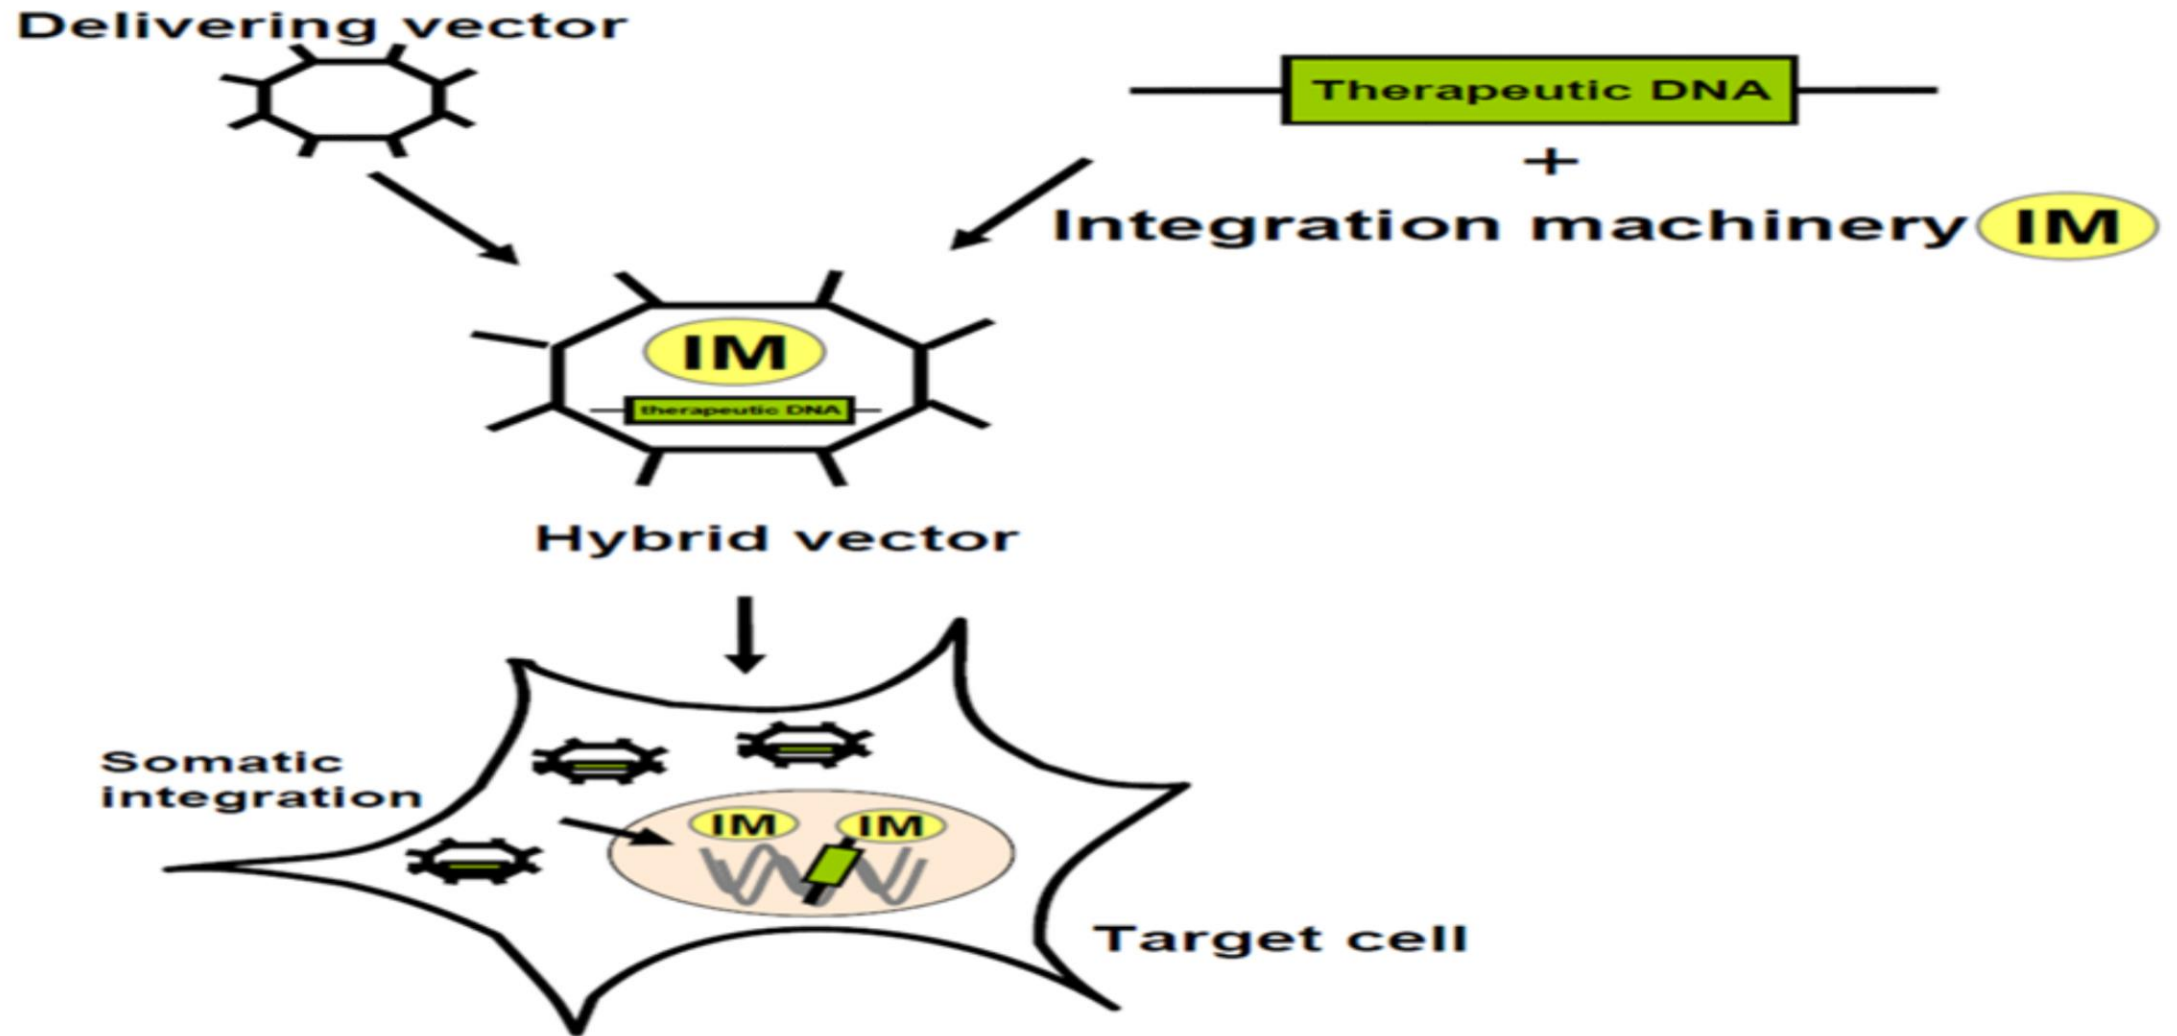 Delivering vector
Therapeutic DNA
+
Integration machinery IM
IM
therapeutic DNA
Hybrid vector
Somatic
integration
IM IM
Target cell